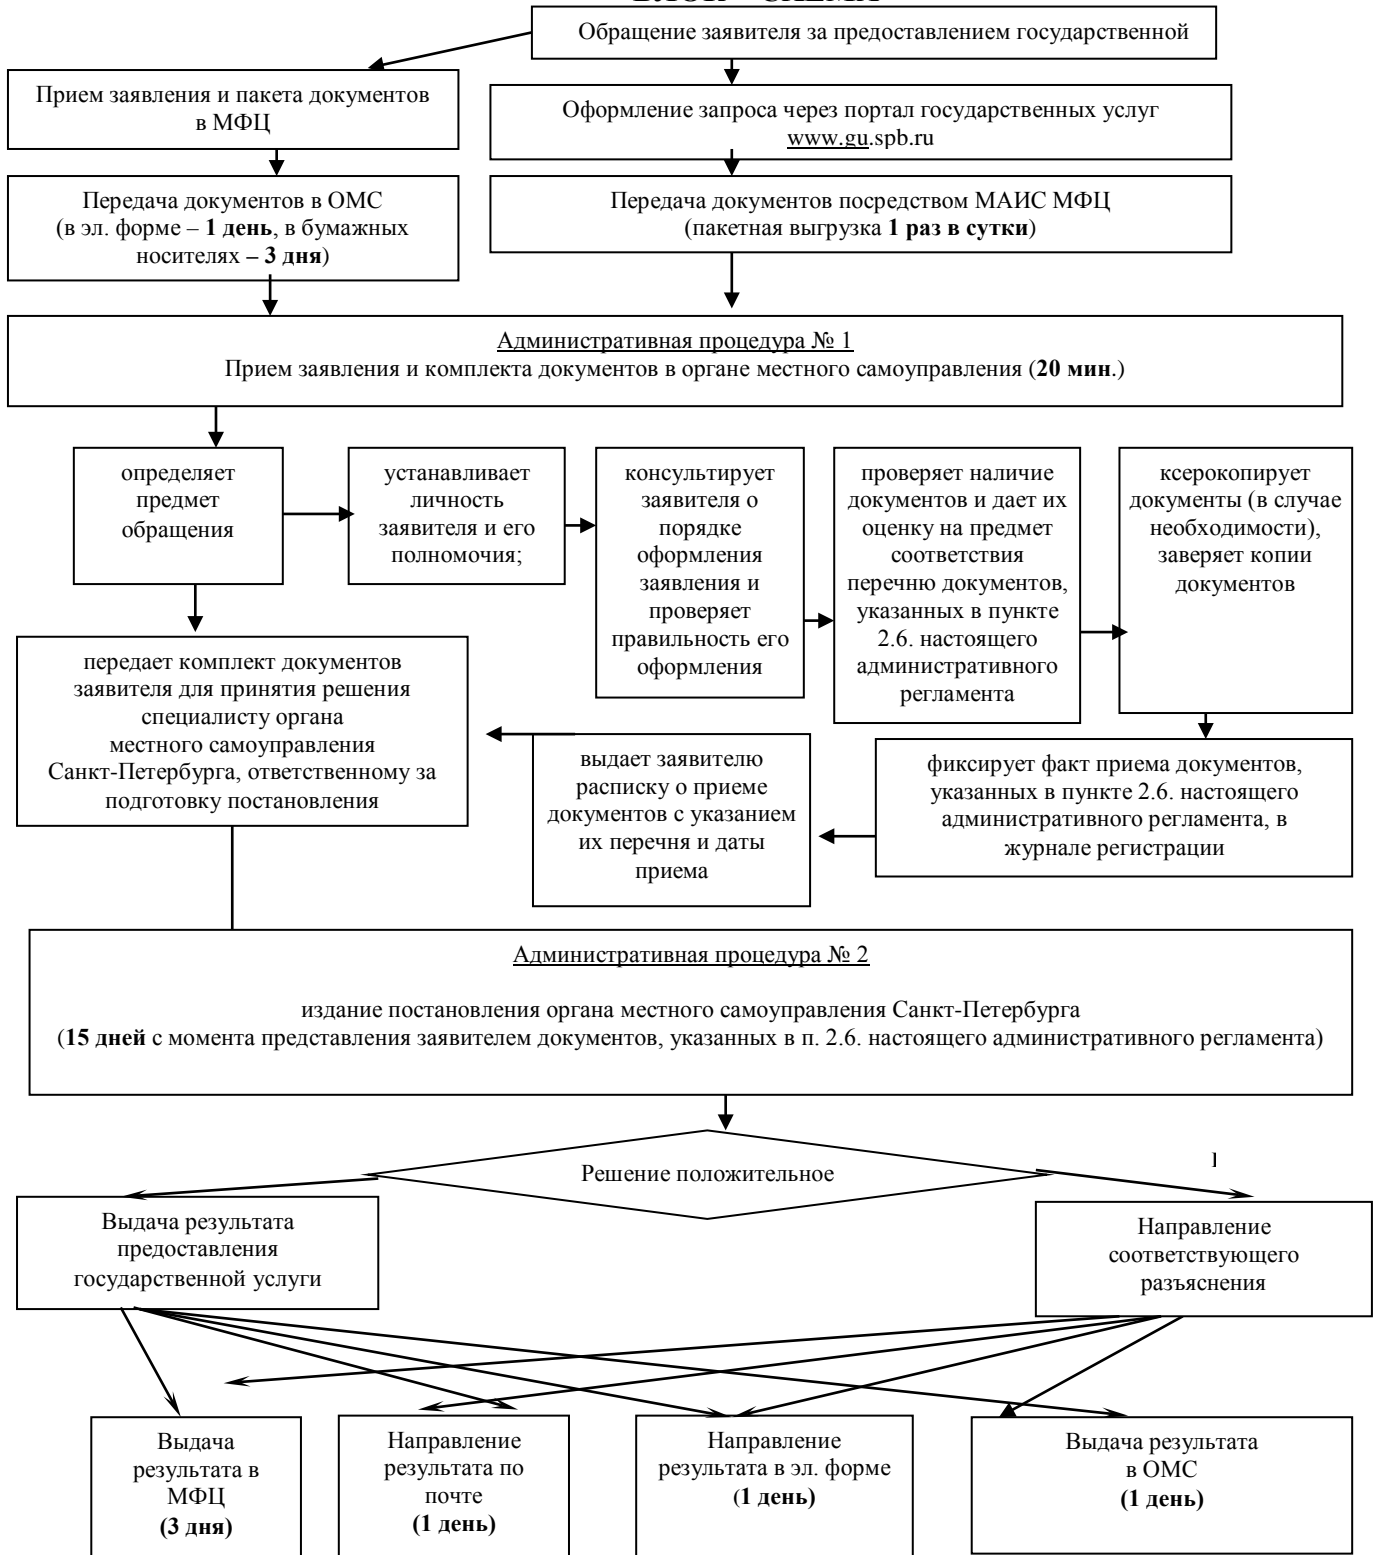 Обращение заявителя за предоставлением государственной
Прием заявления и пакета документов
в МФЦ
Оформление запроса через портал государственных услуг
www.gu.spb.ru
Передача документов в ОМС
(в эл. форме – 1 день, в бумажных
носителях – 3 дня)
Передача документов посредством МАИС МФЦ
(пакетная выгрузка 1 раз в сутки)
Административная процедура № 1
Прием заявления и комплекта документов в органе местного самоуправления (20 мин.)
определяет
предмет
обращения
устанавливает
личность
заявителя и его
полномочия;
консультирует
заявителя о
порядке
оформления
заявления и
проверяет
правильность его
оформления
проверяет наличие
документов и дает их
оценку на предмет
соответствия
перечню документов,
указанных в пункте
2.6. настоящего
административного
регламента
ксерокопирует
документы (в случае
необходимости),
заверяет копии
документов
передает комплект документов
заявителя для принятия решения
специалисту органа
местного самоуправления
Санкт-Петербурга, ответственному за
подготовку постановления
выдает заявителю
расписку о приеме
документов с указанием
их перечня и даты
приема
фиксирует факт приема документов,
указанных в пункте 2.6. настоящего
административного регламента, в
журнале регистрации
Административная процедура № 2
издание постановления органа местного самоуправления Санкт-Петербурга
(15 дней с момента представления заявителем документов, указанных в п. 2.6. настоящего административного регламента)
Решение положительное
Выдача результата
предоставления
государственной услуги
Направление
соответствующего
разъяснения
Выдача
результата в
МФЦ
(3 дня)
Направление
результата по
почте
(1 день)
Направление
результата в эл. форме
(1 день)
Выдача результата
в ОМС
(1 день)